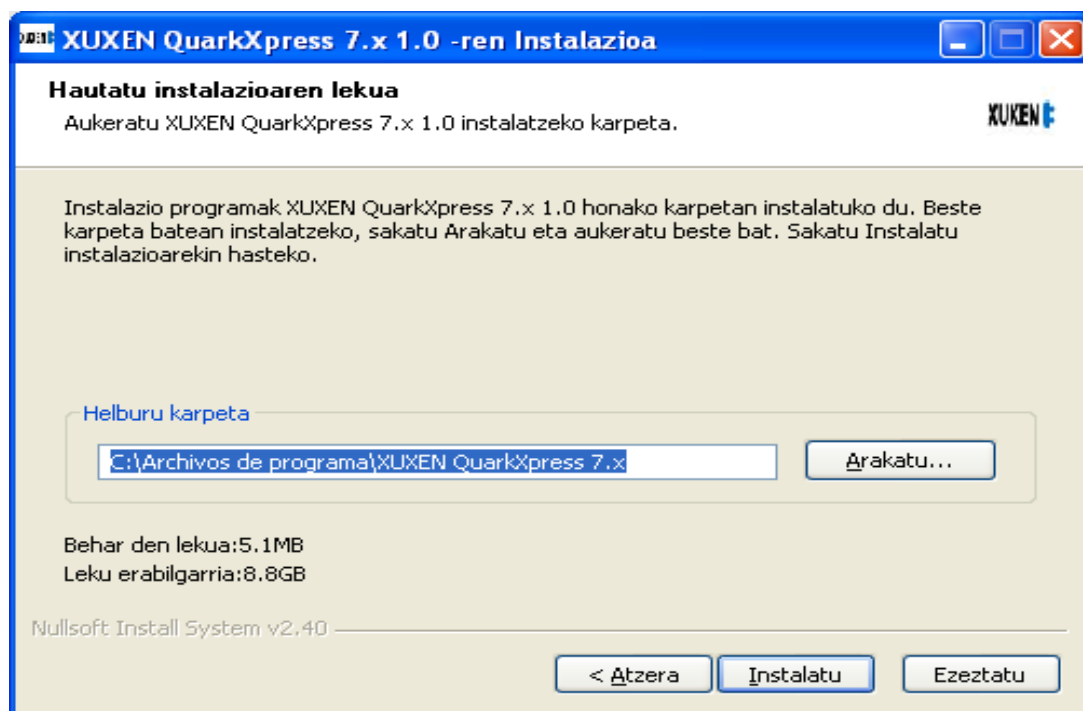 XUXEN XUXEN QuarkXpress 7.x 1.0 -ren Instalazioa
Hautatu instalazioaren lekua
Aukeratu XUXEN QuarkXpress 7.x 1.0 instalatzeko karpeta.
XUXEN
Instalazio programak XUXEN QuarkXpress 7.x 1.0 honako karpetan instalatuko du. Beste
karpeta batean instalatzeko, sakatu Arakatu eta aukeratu beste bat. Sakatu Instalatu
instalazioarekin hasteko.
Helburu karpeta
C:\Archivos de programa\XUXEN QuarkXpress 7.x
Arakatu...
Behar den lekua:5.1MB
Leku erabilgarria:8.8GB
Nullsoft Install System v2.40
< Atzera
Instalatu
Ezeztatu